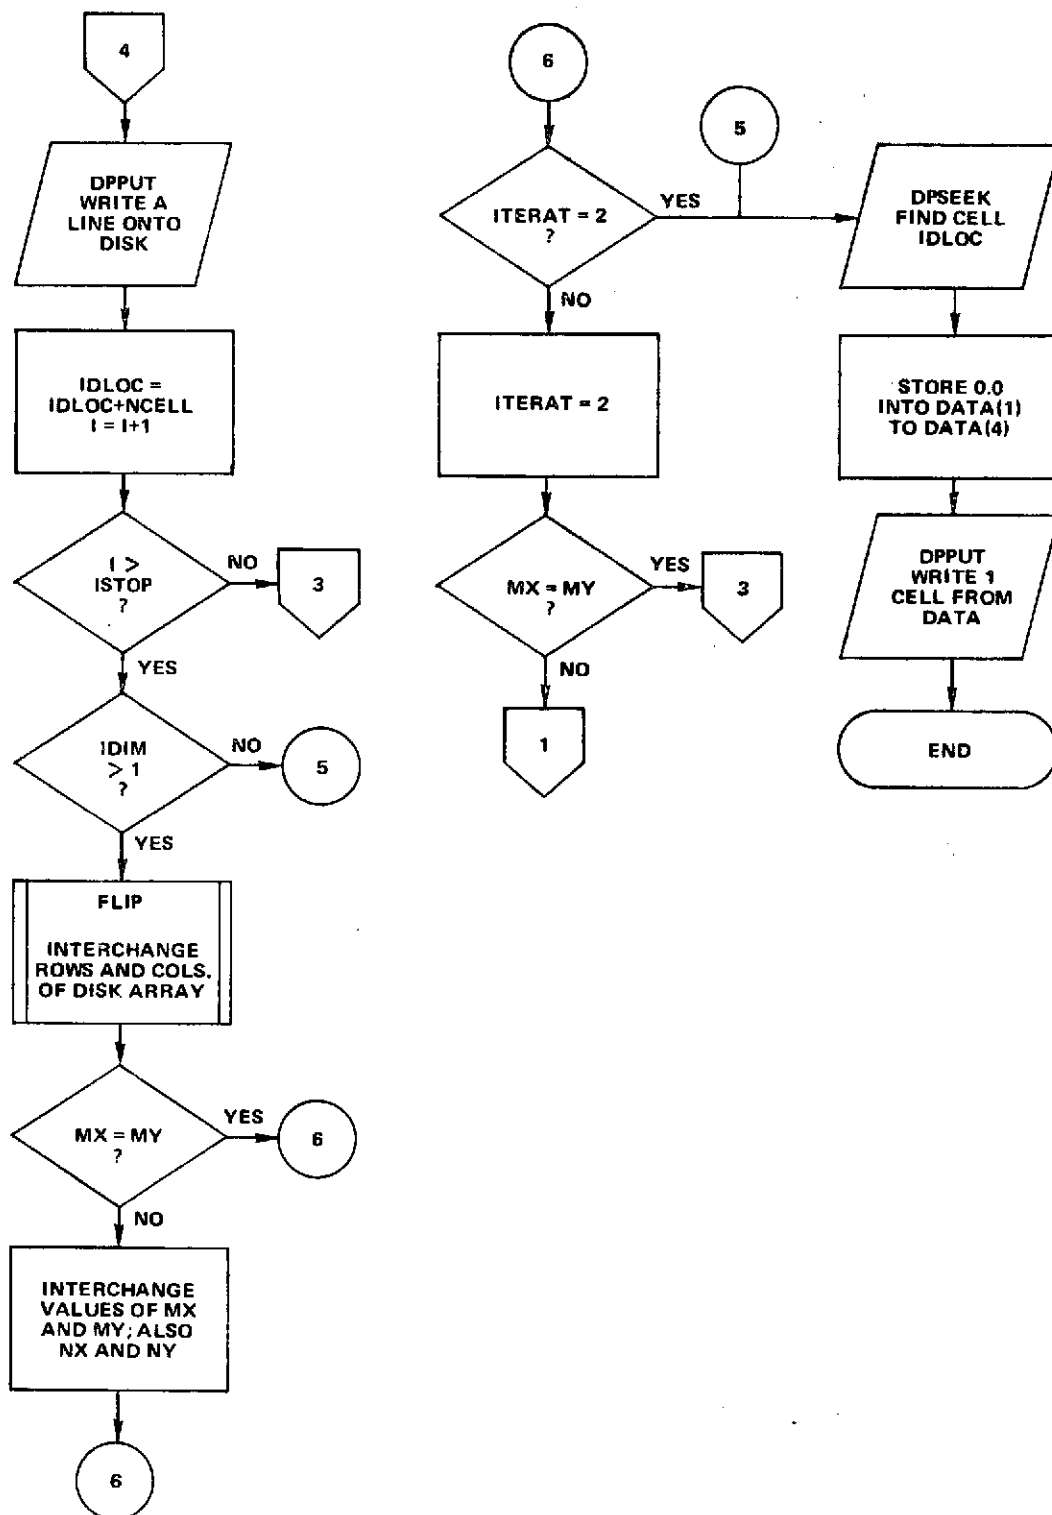 4
DPPUT
WRITE A
LINE ONTO
DISK
IDLOC =
IDLOC+NCELL
I = I+1
I >
ISTOP
?
NO
3
YES
IDIM
> 1
?
NO
5
YES
FLIP
INTERCHANGE
ROWS AND COLS.
OF DISK ARRAY
MX = MY
?
YES
6
NO
INTERCHANGE
VALUES OF MX
AND MY; ALSO
NX AND NY
6
6
ITERAT = 2
?
YES
5
NO
ITERAT = 2
MX = MY
?
YES
3
NO
1
DPSEEK
FIND CELL
IDLOC
STORE 0.0
INTO DATA(1)
TO DATA(4)
DPPUT
WRITE 1
CELL FROM
DATA
END